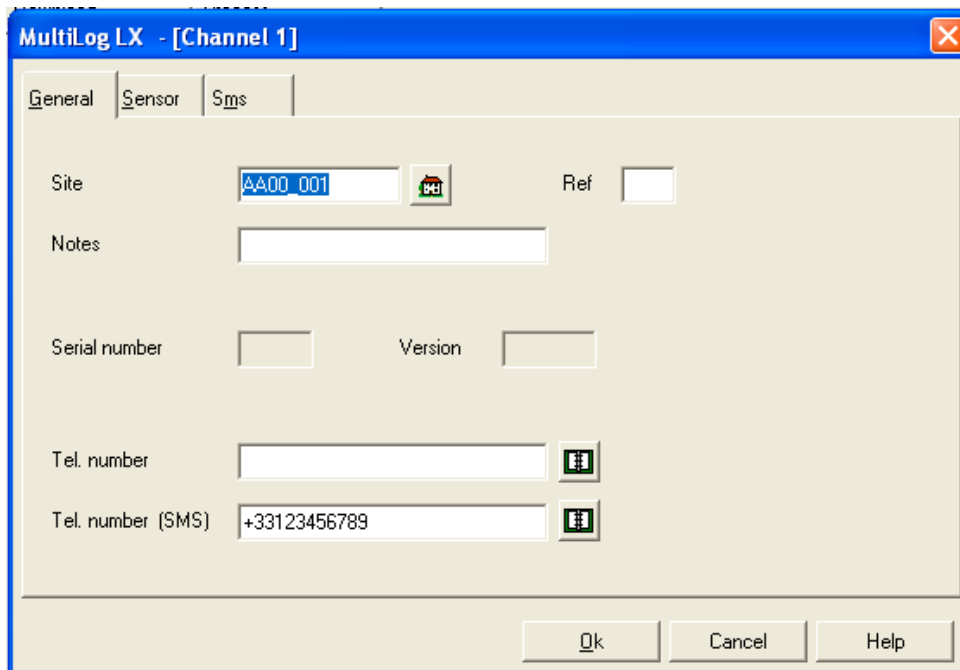 MultiLog LX - [Channel 1]
General Sensor Sms
Site AA00_001 Ref
Notes
Serial number Version
Tel. number
Tel. number (SMS) +33123456789
Ok Cancel Help